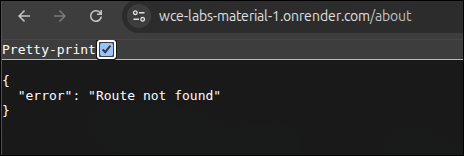 wce-labs-material-1.onrender.com/about
Pretty-print
{
  "error": "Route not found"
}